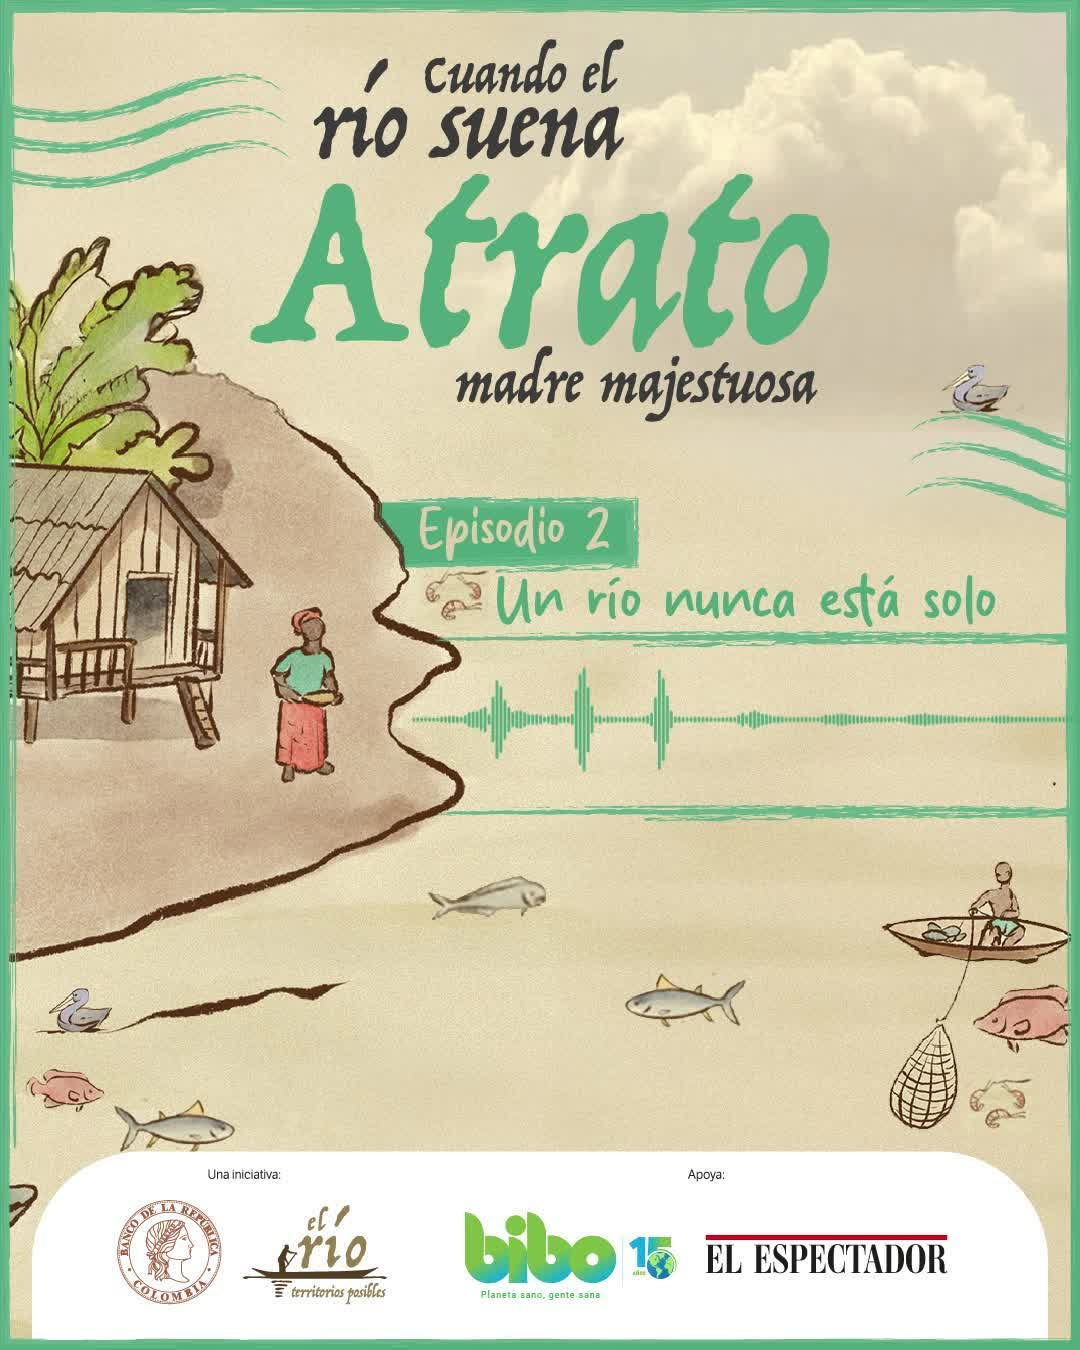 Cuando el
río suena
Atrato
madre majestuosa
Episodio 2
Un río nunca está solo
Una iniciativa:
Apoya:
BANCO DE LA REPÚBLICA
COLOMBIA
el
río
territorios posibles
bibo
15
AÑOS
Planeta sano, gente sana
EL ESPECTADOR